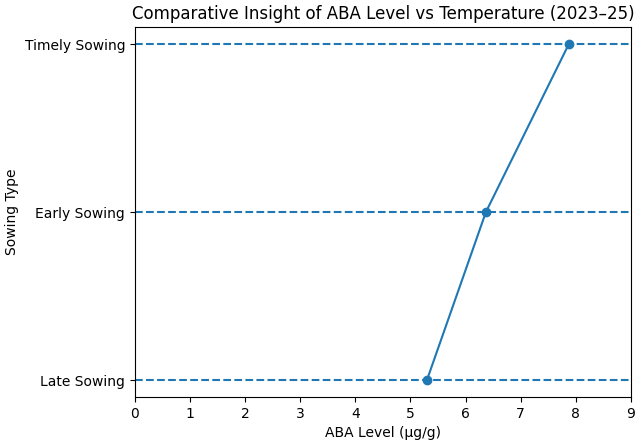 Comparative Insight of ABA Level vs Temperature (2023–25)
Timely Sowing
Early Sowing
Late Sowing
Sowing Type
0 1 2 3 4 5 6 7 8 9
ABA Level (µg/g)